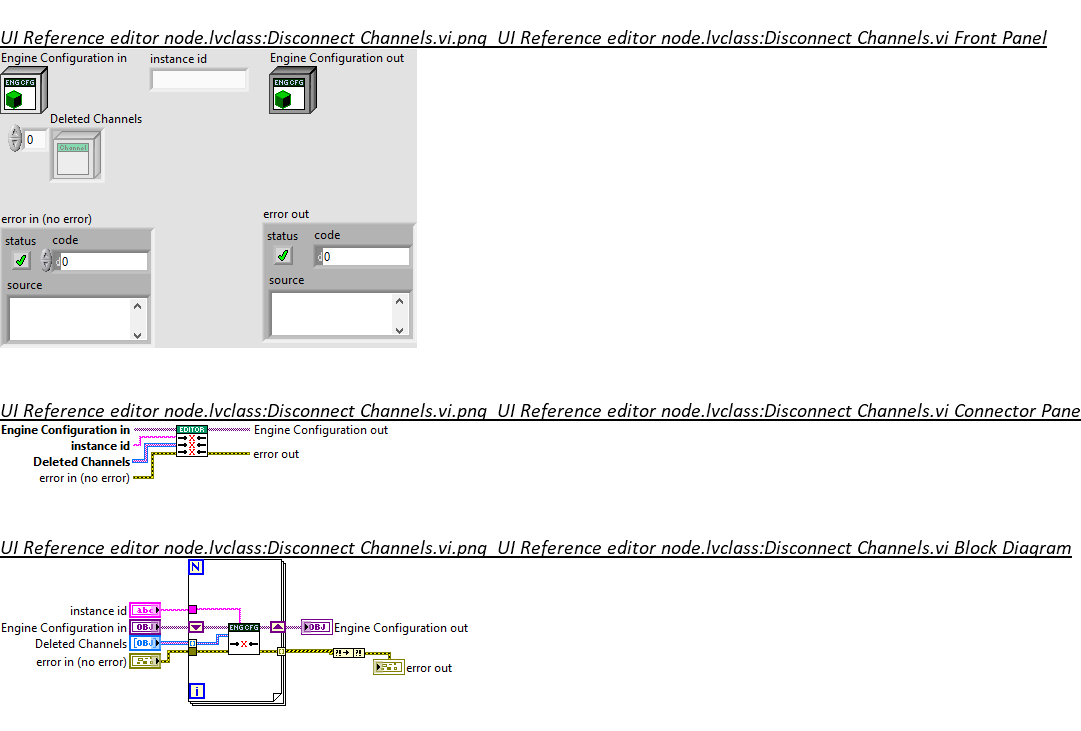 UI Reference editor node.lvclass:Disconnect Channels.vi.png UI Reference editor node.lvclass:Disconnect Channels.vi Front Panel
Engine Configuration in
instance id
Engine Configuration out
ENG CFG
ENG CFG
Deleted Channels
0
Channel
error in (no error)
error out
status code
0
status code
0
source
source
UI Reference editor node.lvclass:Disconnect Channels.vi.png UI Reference editor node.lvclass:Disconnect Channels.vi Connector Pane
Engine Configuration in
EDITOR
Engine Configuration out
instance id
Deleted Channels
error out
error in (no error)
UI Reference editor node.lvclass:Disconnect Channels.vi.png UI Reference editor node.lvclass:Disconnect Channels.vi Block Diagram
N
instance id
abc
Engine Configuration in
OBJ
ENG CFG
OBJ
Engine Configuration out
Deleted Channels
[OBJ]
error in (no error)
?! ?!
error out
i